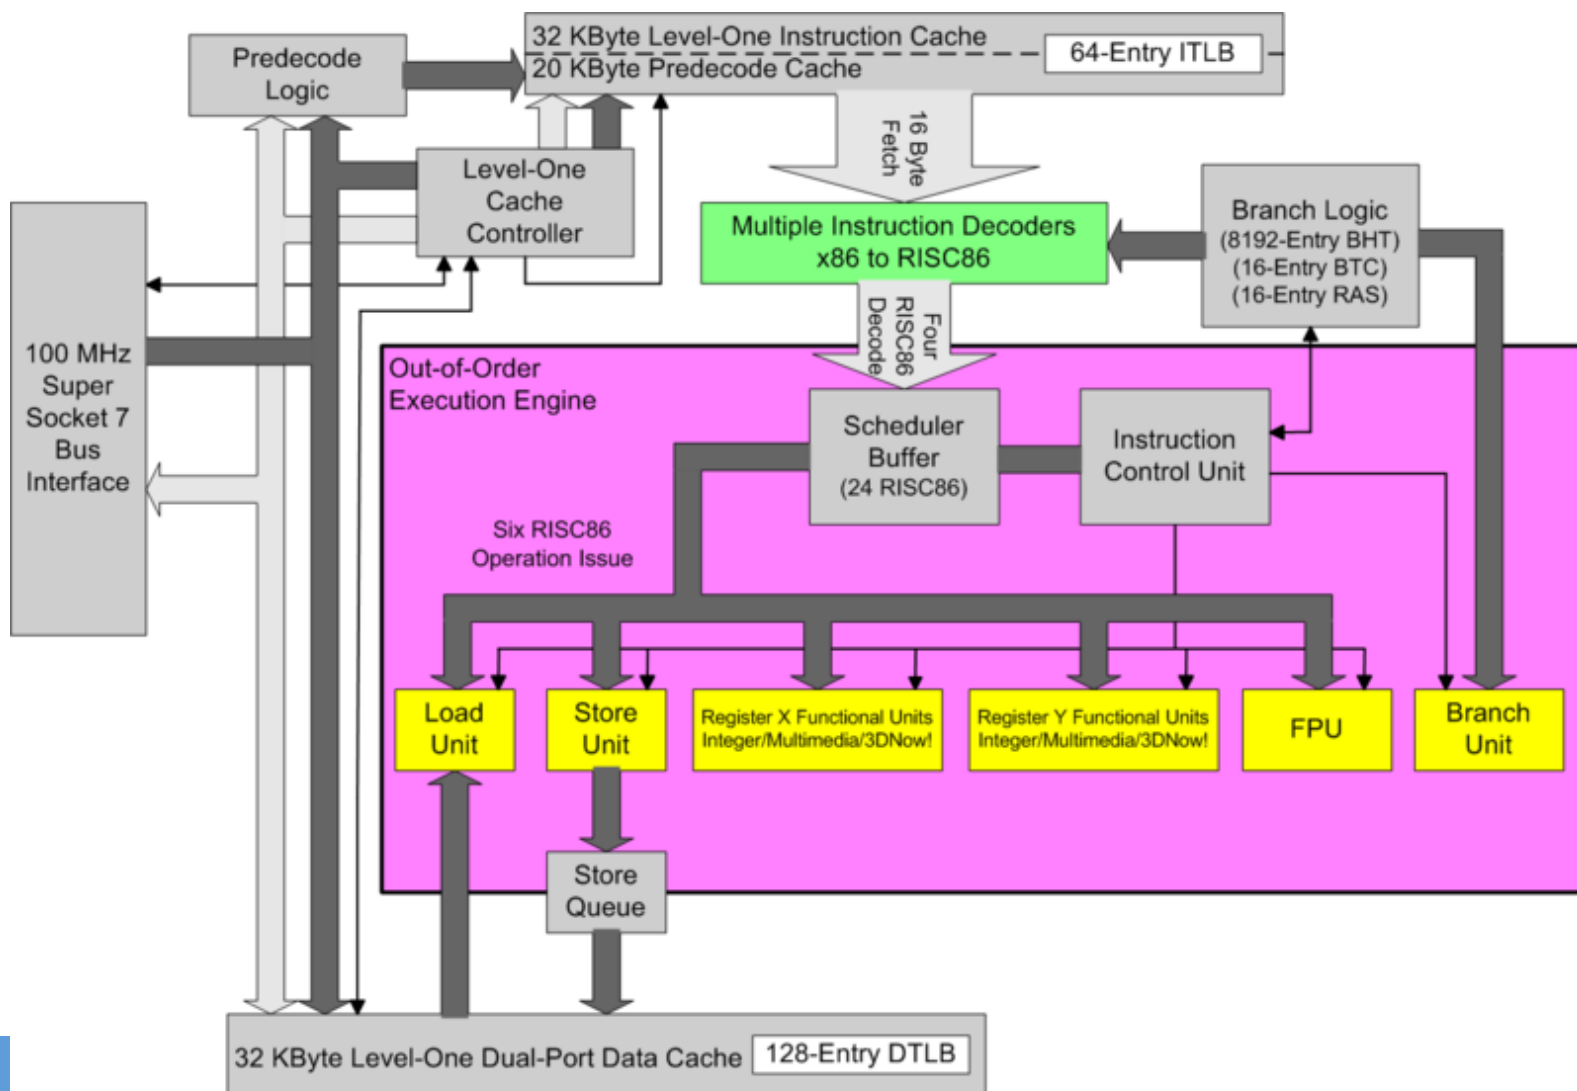 32 KByte Level-One Instruction Cache
64-Entry ITLB
20 KByte Predecode Cache
Predecode
Logic
16 Byte
Fetch
Level-One
Cache
Controller
Multiple Instruction Decoders
x86 to RISC86
Branch Logic
(8192-Entry BHT)
(16-Entry BTC)
(16-Entry RAS)
100 MHz
Super
Socket 7
Bus
Interface
Four
RISC86
Decode
Out-of-Order
Execution Engine
Scheduler
Buffer
(24 RISC86)
Instruction
Control Unit
Six RISC86
Operation Issue
Load
Unit
Store
Unit
Register X Functional Units
Integer/Multimedia/3DNow!
Register Y Functional Units
Integer/Multimedia/3DNow!
FPU
Branch
Unit
Store
Queue
32 KByte Level-One Dual-Port Data Cache
128-Entry DTLB